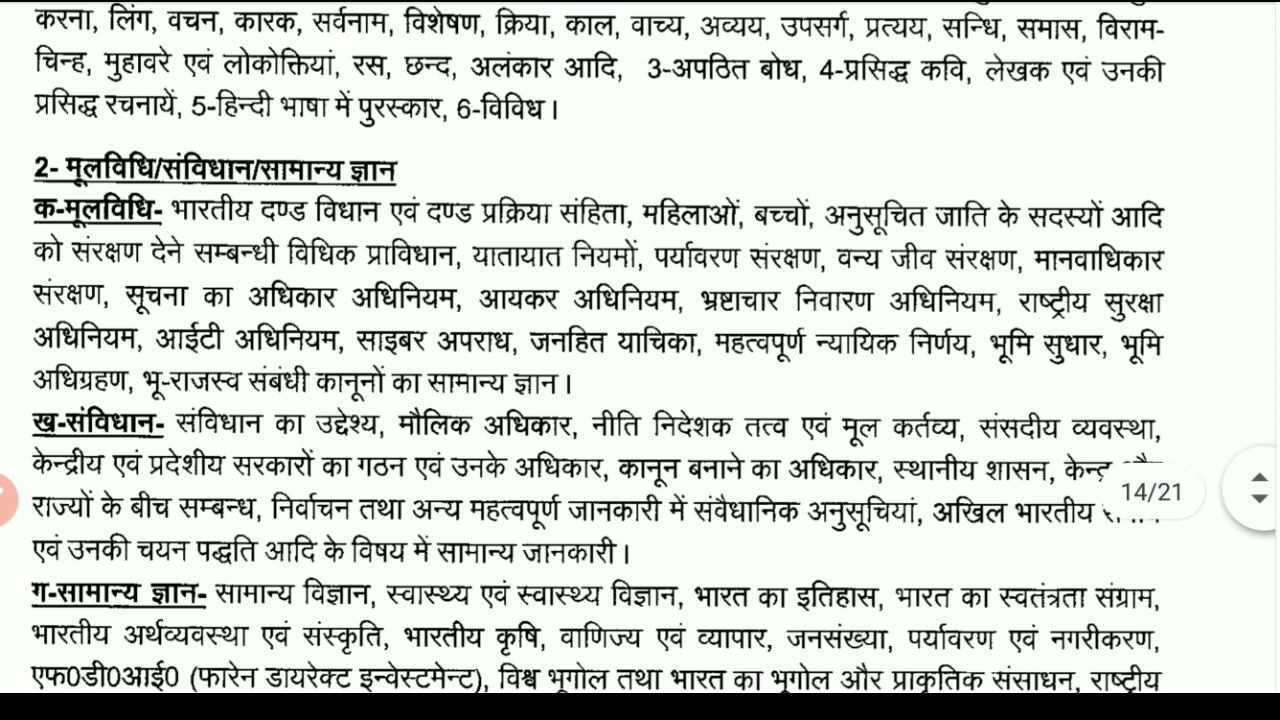 करना, लिंग, वचन, कारक, सर्वनाम, विशेषण, क्रिया, काल, वाच्य, अव्यय, उपसर्ग, प्रत्यय, सन्धि, समास, विराम-
चिन्ह, मुहावरे एवं लोकोक्तियां, रस, छन्द, अलंकार आदि, 3-अपठित बोध, 4-प्रसिद्ध कवि, लेखक एवं उनकी
प्रसिद्ध रचनायें, 5-हिन्दी भाषा में पुरस्कार, 6-विविध।
2- मूलविधि/संविधान/सामान्य ज्ञान
क-मूलविधि- भारतीय दण्ड विधान एवं दण्ड प्रक्रिया संहिता, महिलाओं, बच्चों, अनुसूचित जाति के सदस्यों आदि
को संरक्षण देने सम्बन्धी विधिक प्राविधान, यातायात नियमों, पर्यावरण संरक्षण, वन्य जीव संरक्षण, मानवाधिकार
संरक्षण, सूचना का अधिकार अधिनियम, आयकर अधिनियम, भ्रष्टाचार निवारण अधिनियम, राष्ट्रीय सुरक्षा
अधिनियम, आईटी अधिनियम, साइबर अपराध, जनहित याचिका, महत्वपूर्ण न्यायिक निर्णय, भूमि सुधार, भूमि
अधिग्रहण, भू-राजस्व संबंधी कानूनों का सामान्य ज्ञान।
ख-संविधान- संविधान का उद्देश्य, मौलिक अधिकार, नीति निदेशक तत्व एवं मूल कर्तव्य, संसदीय व्यवस्था,
केन्द्रीय एवं प्रदेशीय सरकारों का गठन एवं उनके अधिकार, कानून बनाने का अधिकार, स्थानीय शासन, केन्द्र
14/21
राज्यों के बीच सम्बन्ध, निर्वाचन तथा अन्य महत्वपूर्ण जानकारी में संवैधानिक अनुसूचियां, अखिल भारतीय
एवं उनकी चयन पद्धति आदि के विषय में सामान्य जानकारी।
ग-सामान्य ज्ञान- सामान्य विज्ञान, स्वास्थ्य एवं स्वास्थ्य विज्ञान, भारत का इतिहास, भारत का स्वतंत्रता संग्राम,
भारतीय अर्थव्यवस्था एवं संस्कृति, भारतीय कृषि, वाणिज्य एवं व्यापार, जनसंख्या, पर्यावरण एवं नगरीकरण,
एफ0डी0आई0 (फारेन डायरेक्ट इन्वेस्टमेन्ट), विश्व भूगोल तथा भारत का भूगोल और प्राकृतिक संसाधन, राष्ट्रीय